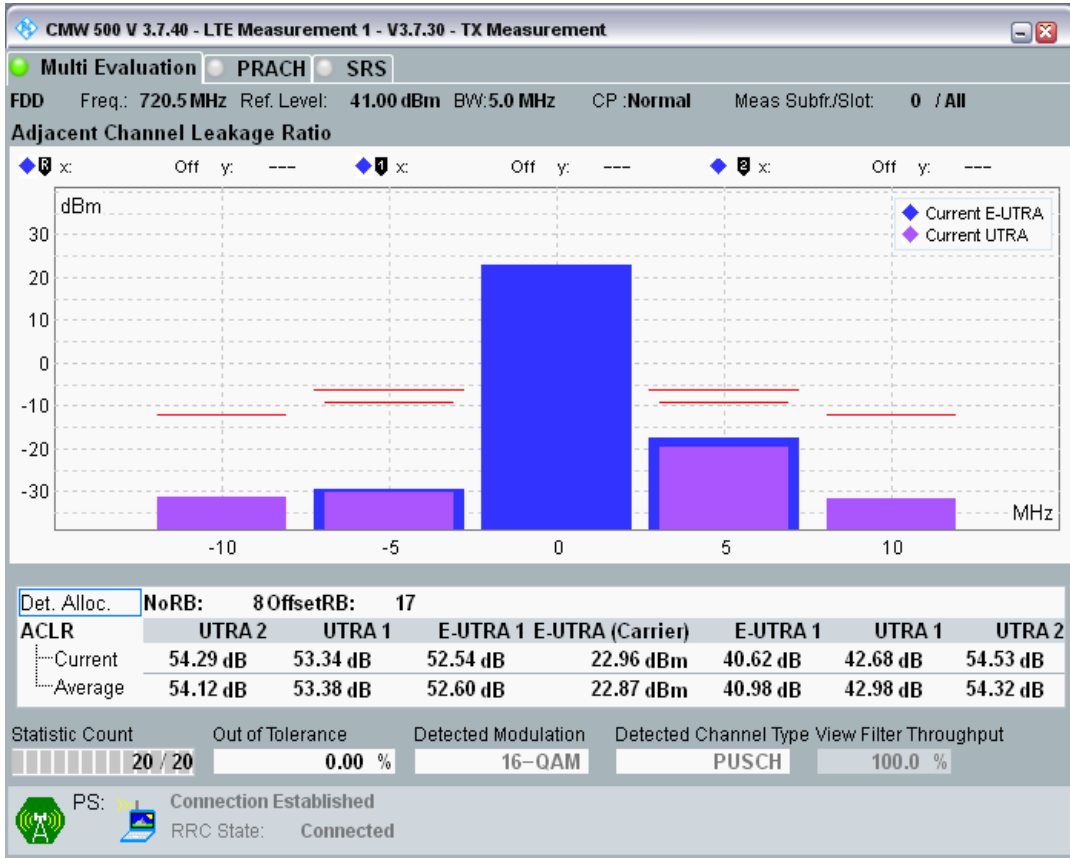 CMW 500 V 3.7.40 - LTE Measurement 1 - V3.7.30 - TX Measurement
Multi Evaluation PRACH SRS
FDD Freq.: 720.5 MHz Ref. Level: 41.00 dBm BW: 5.0 MHz CP : Normal Meas Subfr./Slot: 0 / All
Adjacent Channel Leakage Ratio
R x: Off y: --- 1 x: Off y: --- 2 x: Off y: ---
dBm
Current E-UTRA
Current UTRA
30
20
10
0
-10
-20
-30
MHz
-10 -5 0 5 10
Det. Alloc. NoRB: 8 OffsetRB: 17
ACLR UTRA 2 UTRA 1 E-UTRA 1 E-UTRA (Carrier) E-UTRA 1 UTRA 1 UTRA 2
Current 54.29 dB 53.34 dB 52.54 dB 22.96 dBm 40.62 dB 42.68 dB 54.53 dB
Average 54.12 dB 53.38 dB 52.60 dB 22.87 dBm 40.98 dB 42.98 dB 54.32 dB
Statistic Count Out of Tolerance Detected Modulation Detected Channel Type View Filter Throughput
20 / 20 0.00 % 16-QAM PUSCH 100.0 %
PS: Connection Established
RRC State: Connected